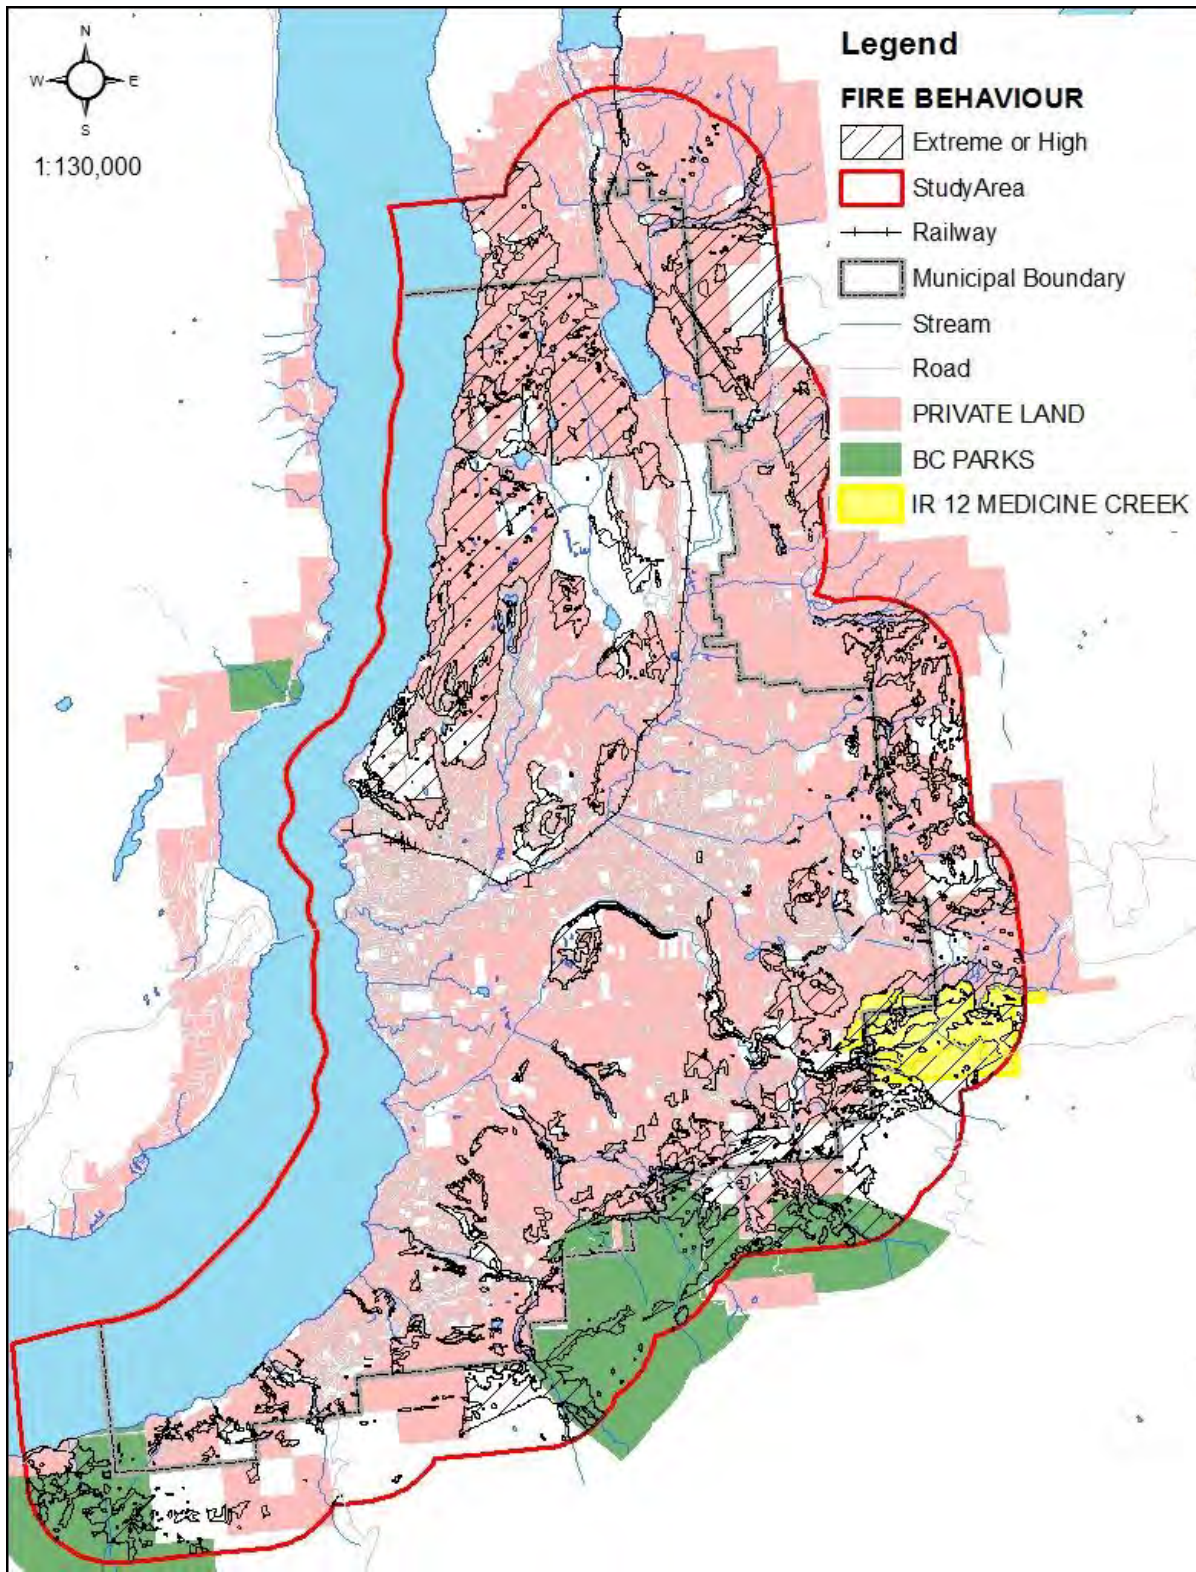 N
W E
S
1:130,000
Legend
FIRE BEHAVIOUR
Extreme or High
StudyArea
Railway
Municipal Boundary
Stream
Road
PRIVATE LAND
BC PARKS
IR 12 MEDICINE CREEK